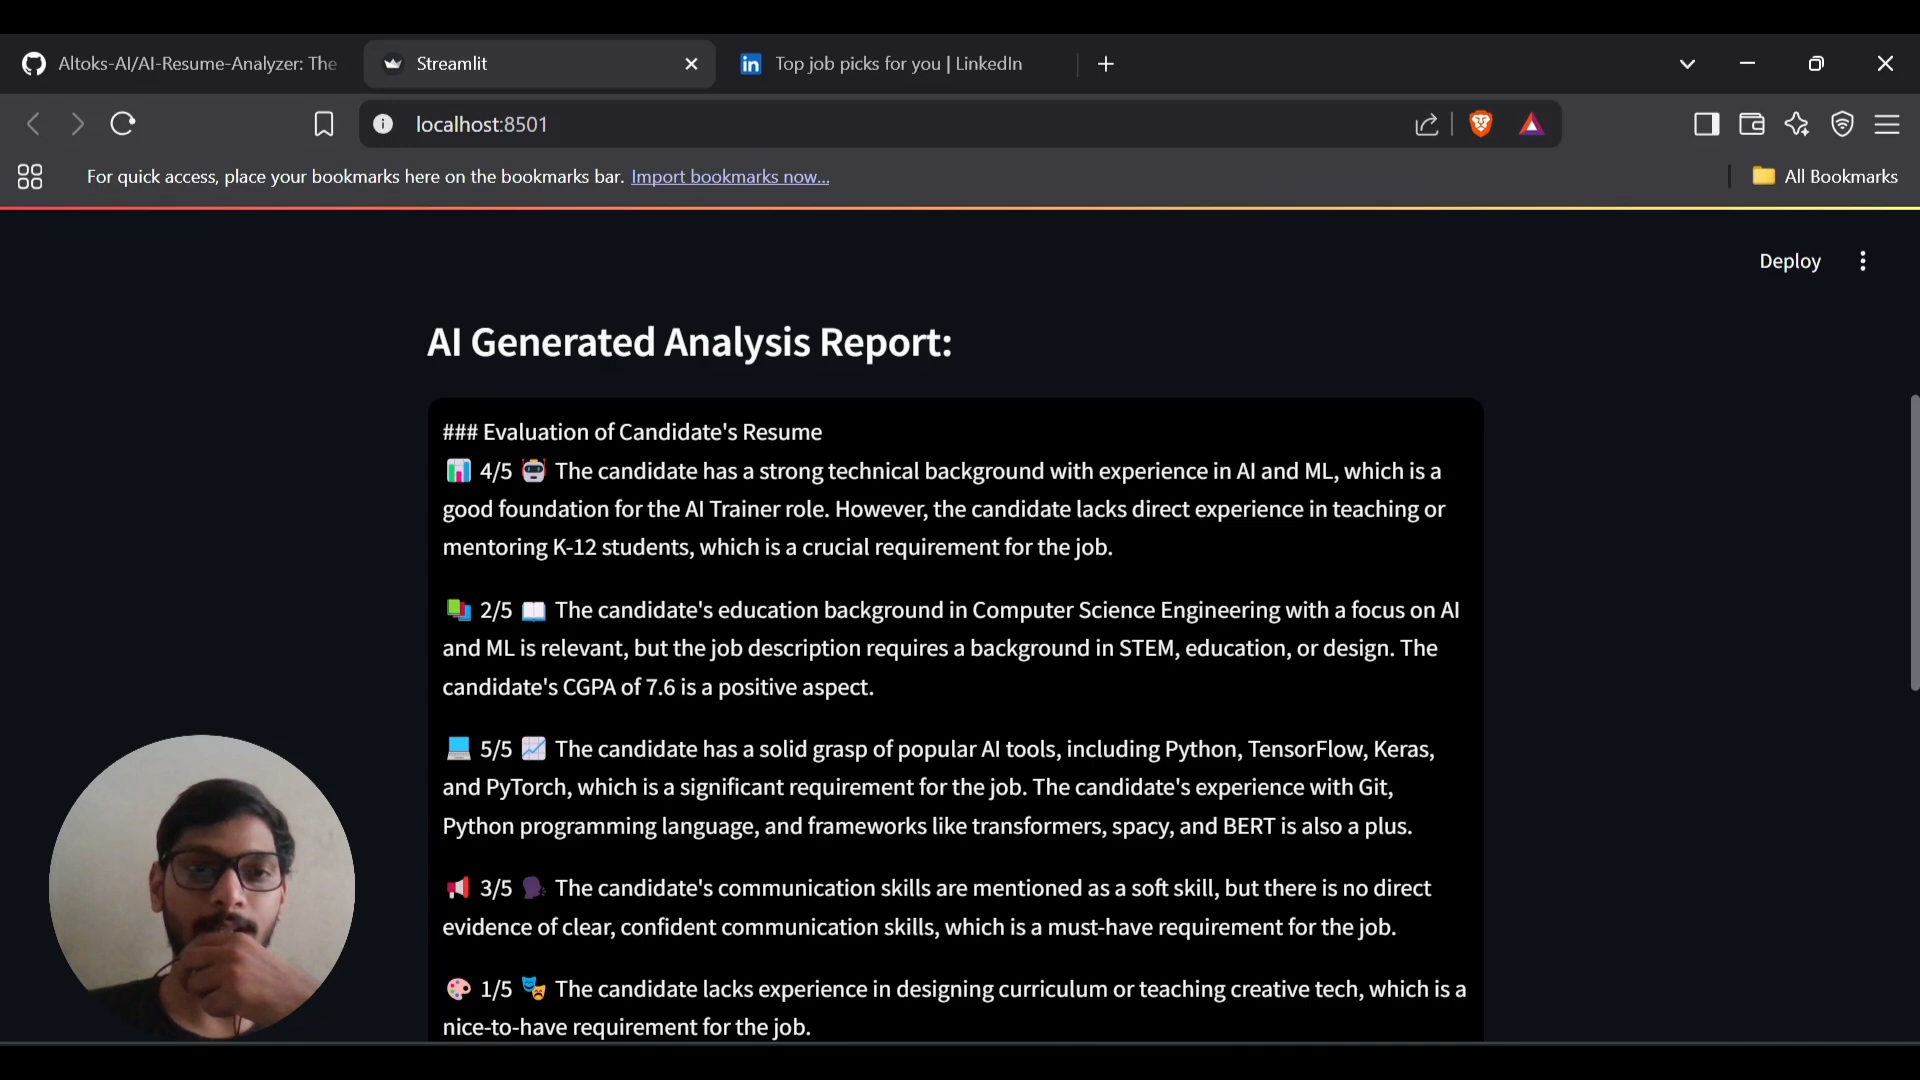 Altoks-AI/AI-Resume-Analyzer: The
Streamlit
Top job picks for you | LinkedIn
localhost:8501
For quick access, place your bookmarks here on the bookmarks bar. Import bookmarks now...
All Bookmarks
Deploy
AI Generated Analysis Report:
### Evaluation of Candidate's Resume
📊 4/5 🤖 The candidate has a strong technical background with experience in AI and ML, which is a
good foundation for the AI Trainer role. However, the candidate lacks direct experience in teaching or
mentoring K-12 students, which is a crucial requirement for the job.
📚 2/5 📖 The candidate's education background in Computer Science Engineering with a focus on AI
and ML is relevant, but the job description requires a background in STEM, education, or design. The
candidate's CGPA of 7.6 is a positive aspect.
💻 5/5 📈 The candidate has a solid grasp of popular AI tools, including Python, TensorFlow, Keras,
and PyTorch, which is a significant requirement for the job. The candidate's experience with Git,
Python programming language, and frameworks like transformers, spacy, and BERT is also a plus.
📢 3/5 🗣 The candidate's communication skills are mentioned as a soft skill, but there is no direct
evidence of clear, confident communication skills, which is a must-have requirement for the job.
🎨 1/5 🎭 The candidate lacks experience in designing curriculum or teaching creative tech, which is a
nice-to-have requirement for the job.